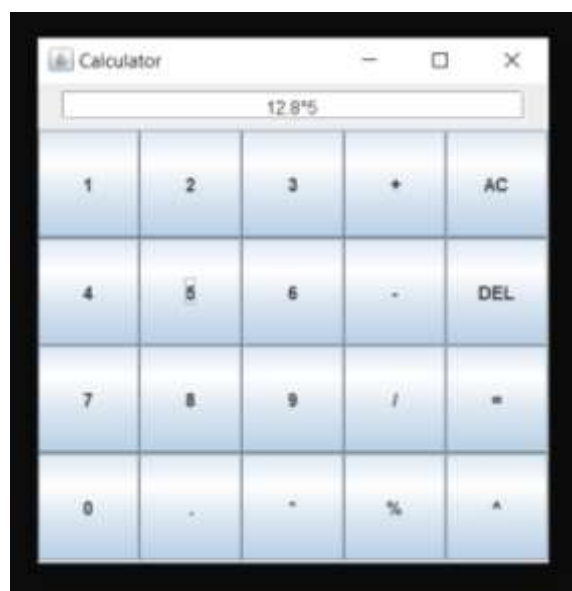 Calculator
12.8*5
1 2 3 + AC
4 5 6 - DEL
7 8 9 / =
0 . * % ^